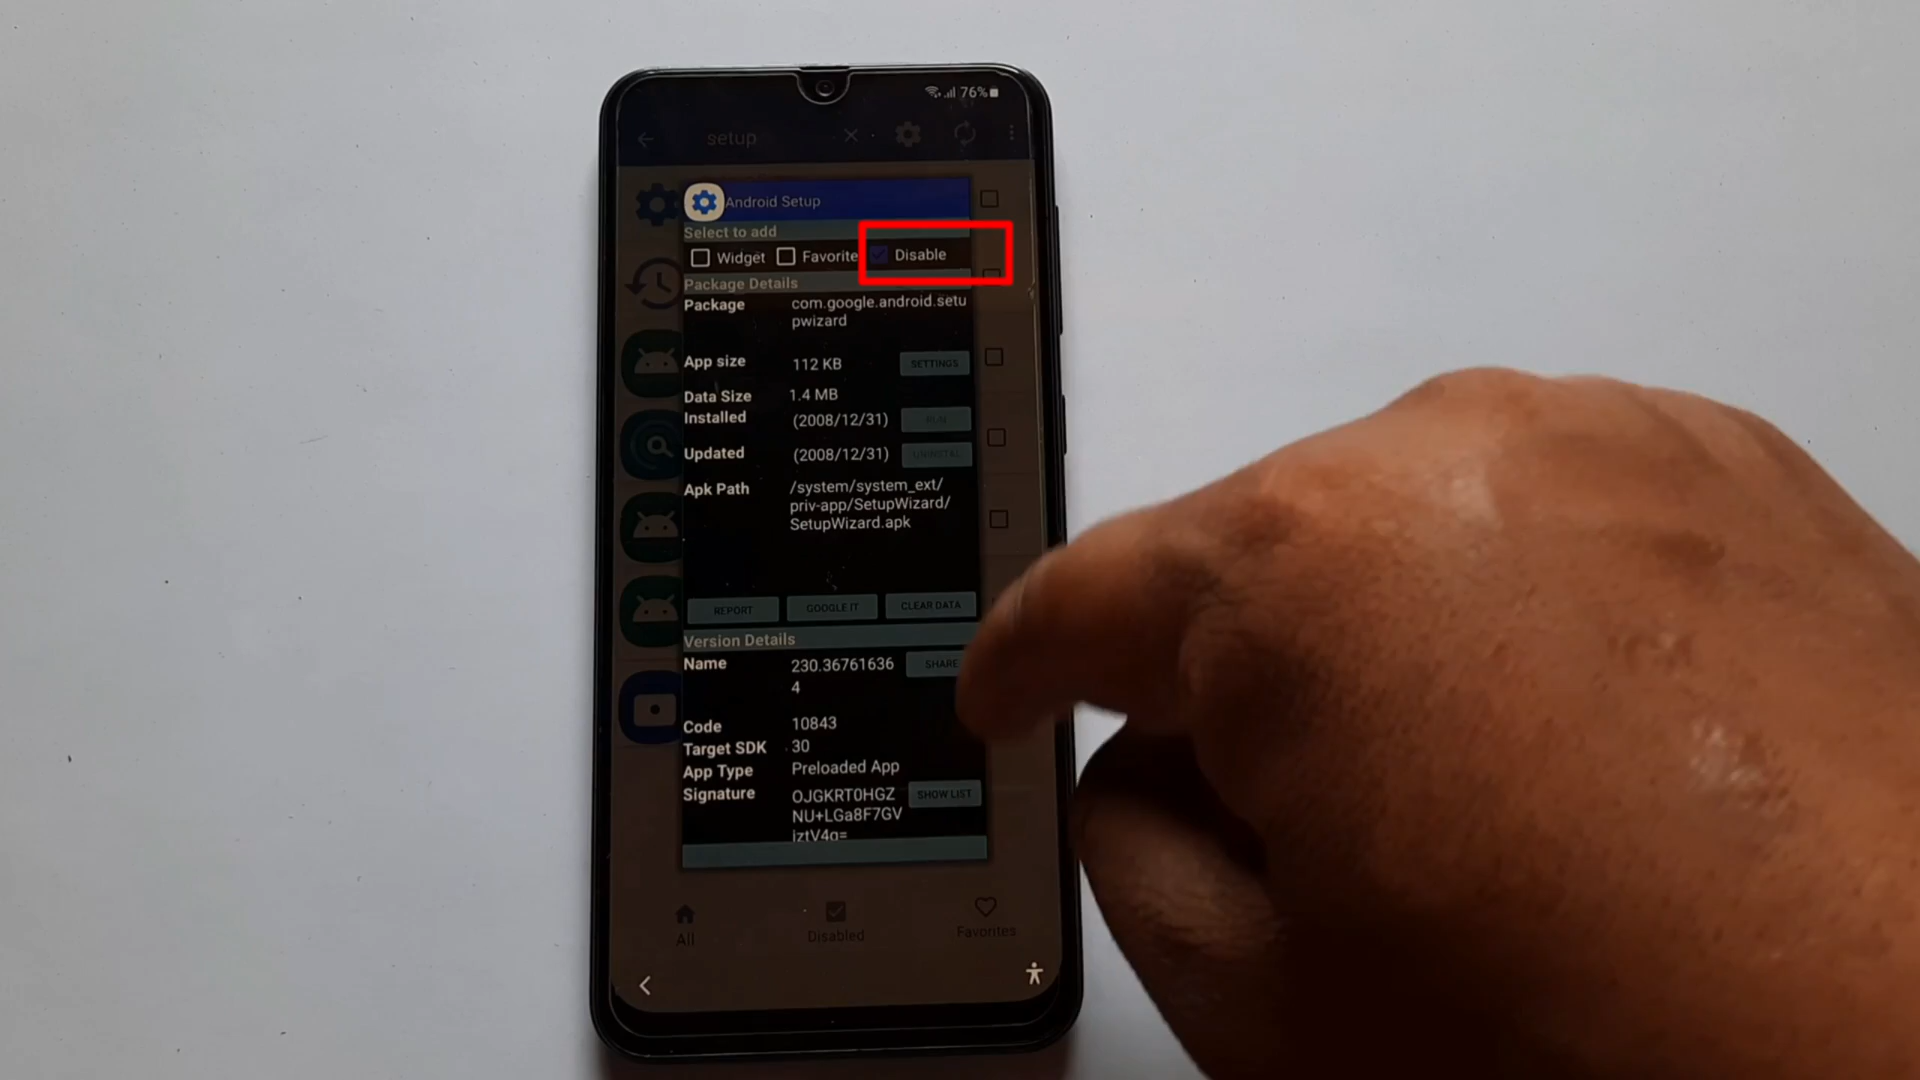 76%
setup
Android Setup
Select to add
Widget Favorite Disable
Package Details
Package com.google.android.setu
pwizard
App size 112 KB SETTINGS
Data Size 1.4 MB
Installed (2008/12/31) RUN
Updated (2008/12/31) UNINSTAL
Apk Path /system/system_ext/
priv-app/SetupWizard/
SetupWizard.apk
REPORT GOOGLE IT CLEAR DATA
Version Details
Name 230.36761636 SHARE
4
Code 10843
Target SDK 30
App Type Preloaded App
Signature OJGKRT0HGZ SHOW LIST
NU+LGa8F7GV
iztV4g=
All Disabled Favorites